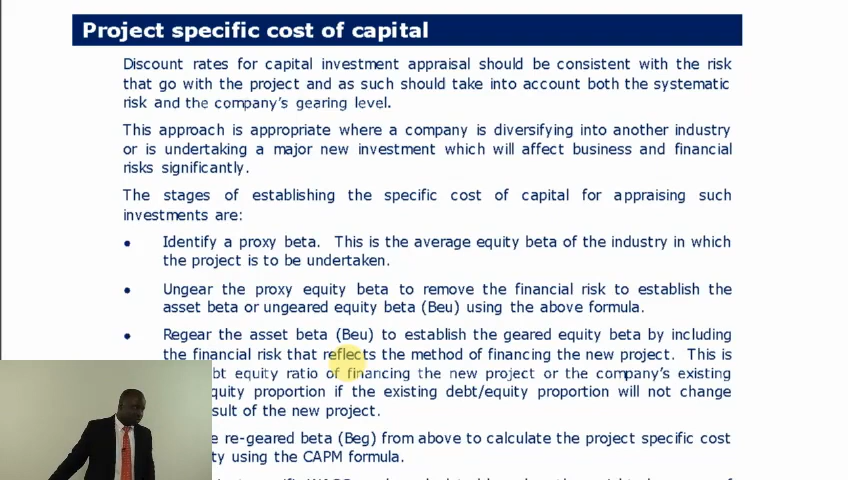 Project specific cost of capital
Discount rates for capital investment appraisal should be consistent with the risk
that go with the project and as such should take into account both the systematic
risk and the company's gearing level.
This approach is appropriate where a company is diversifying into another industry
or is undertaking a major new investment which will affect business and financial
risks significantly.
The stages of establishing the specific cost of capital for appraising such
investments are:
• Identify a proxy beta. This is the average equity beta of the industry in which
the project is to be undertaken.
• Ungear the proxy equity beta to remove the financial risk to establish the
asset beta or ungeared equity beta (Beu) using the above formula.
• Regear the asset beta (Beu) to establish the geared equity beta by including
the financial risk that reflects the method of financing the new project. This is
equity ratio of financing the new project or the company's existing
proportion if the existing debt/equity proportion will not change
of the new project.
re-geared beta (Beg) from above to calculate the project specific cost
using the CAPM formula.